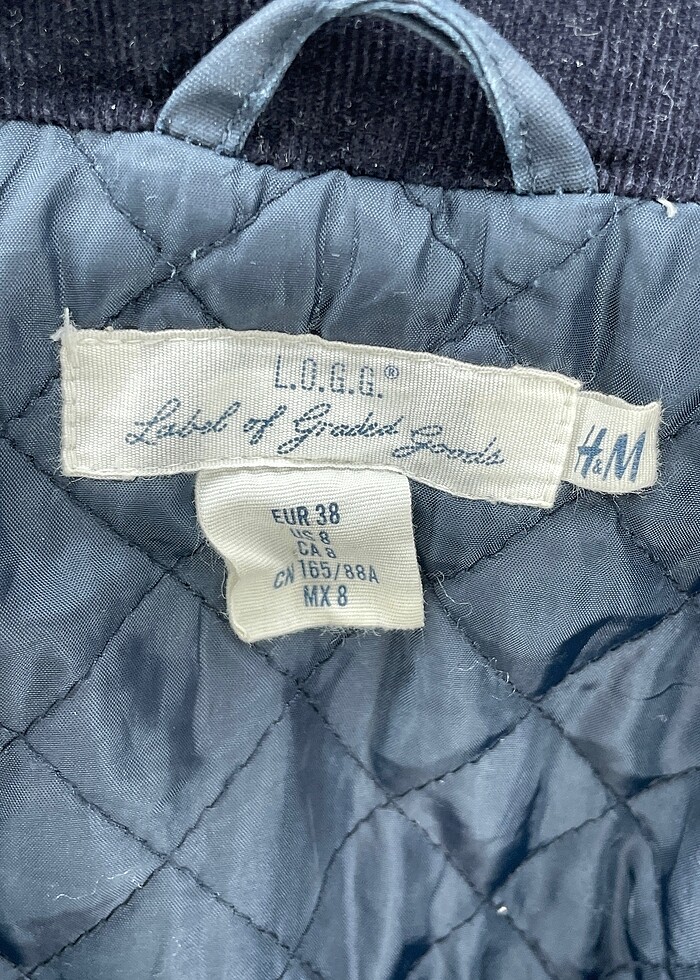 L.O.G.G.®
Label of Graded Goods
H&M
EUR 38
US 8
CA 8
CN 165/88A
MX 8